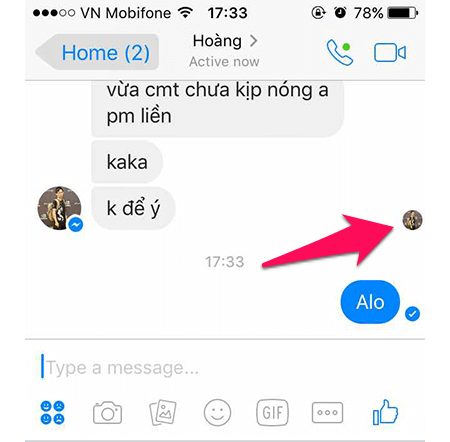 VN Mobifone 17:33 78%
Home (2)
Hoàng
Active now
vừa cmt chưa kịp nóng a
pm liền
kaka
k để ý
17:33
Alo
Type a message...
GIF